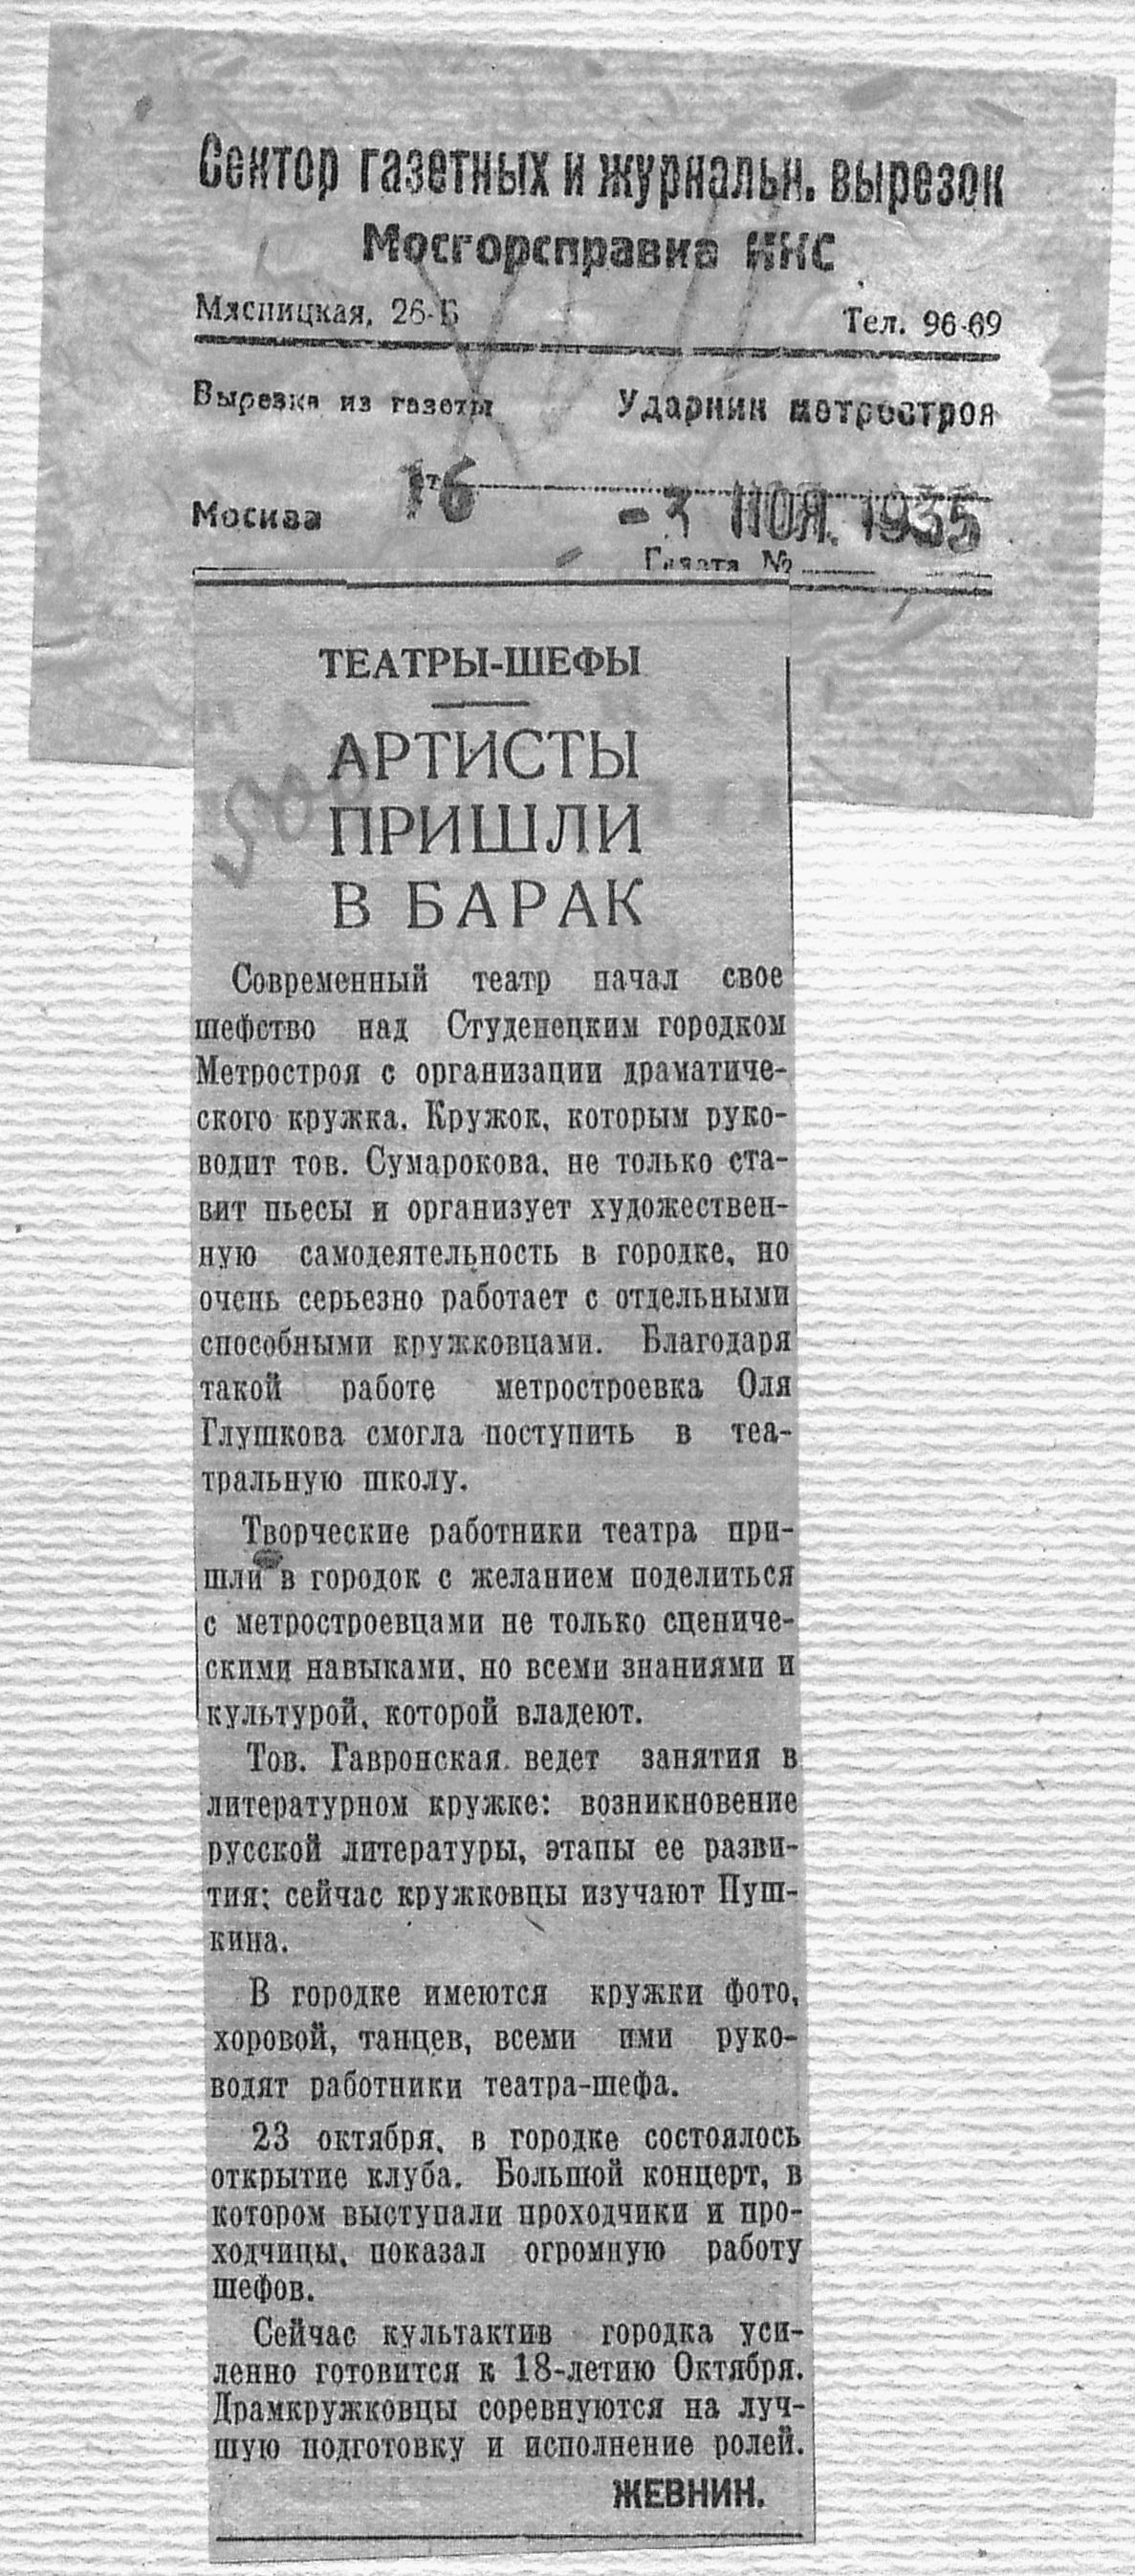 Сектор газетных и журнальн. вырезок
Мосгорсправка НКС
Мясницкая, 26-Б Тел. 96-69
Вырезка из газеты Ударник метростроя
от
16
Москва -3 НОЯ. 1935
Газета №
ТЕАТРЫ-ШЕФЫ
АРТИСТЫ
ПРИШЛИ
В БАРАК
Современный театр начал свое
шефство над Студенецким городком
Метростроя с организации драматиче-
ского кружка. Кружок, которым руко-
водит тов. Сумарокова, не только ста-
вит пьесы и организует художествен-
ную самодеятельность в городке, но
очень серьезно работает с отдельными
способными кружковцами. Благодаря
такой работе метростроевка Оля
Глушкова смогла поступить в теа-
тральную школу.
Творческие работники театра при-
шли в городок с желанием поделиться
с метростроевцами не только сцениче-
скими навыками, но всеми знаниями и
культурой, которой владеют.
Тов. Гавронская ведет занятия в
литературном кружке: возникновение
русской литературы, этапы ее разви-
тия; сейчас кружковцы изучают Пуш-
кина.
В городке имеются кружки фото,
хоровой, танцев, всеми ими руко-
водят работники театра-шефа.
23 октября, в городке состоялось
открытие клуба. Большой концерт, в
котором выступали проходчики и про-
ходчицы, показал огромную работу
шефов.
Сейчас культактив городка уси-
ленно готовится к 18-летию Октября.
Драмкружковцы соревнуются на луч-
шую подготовку и исполнение ролей.
ЖЕВНИН.